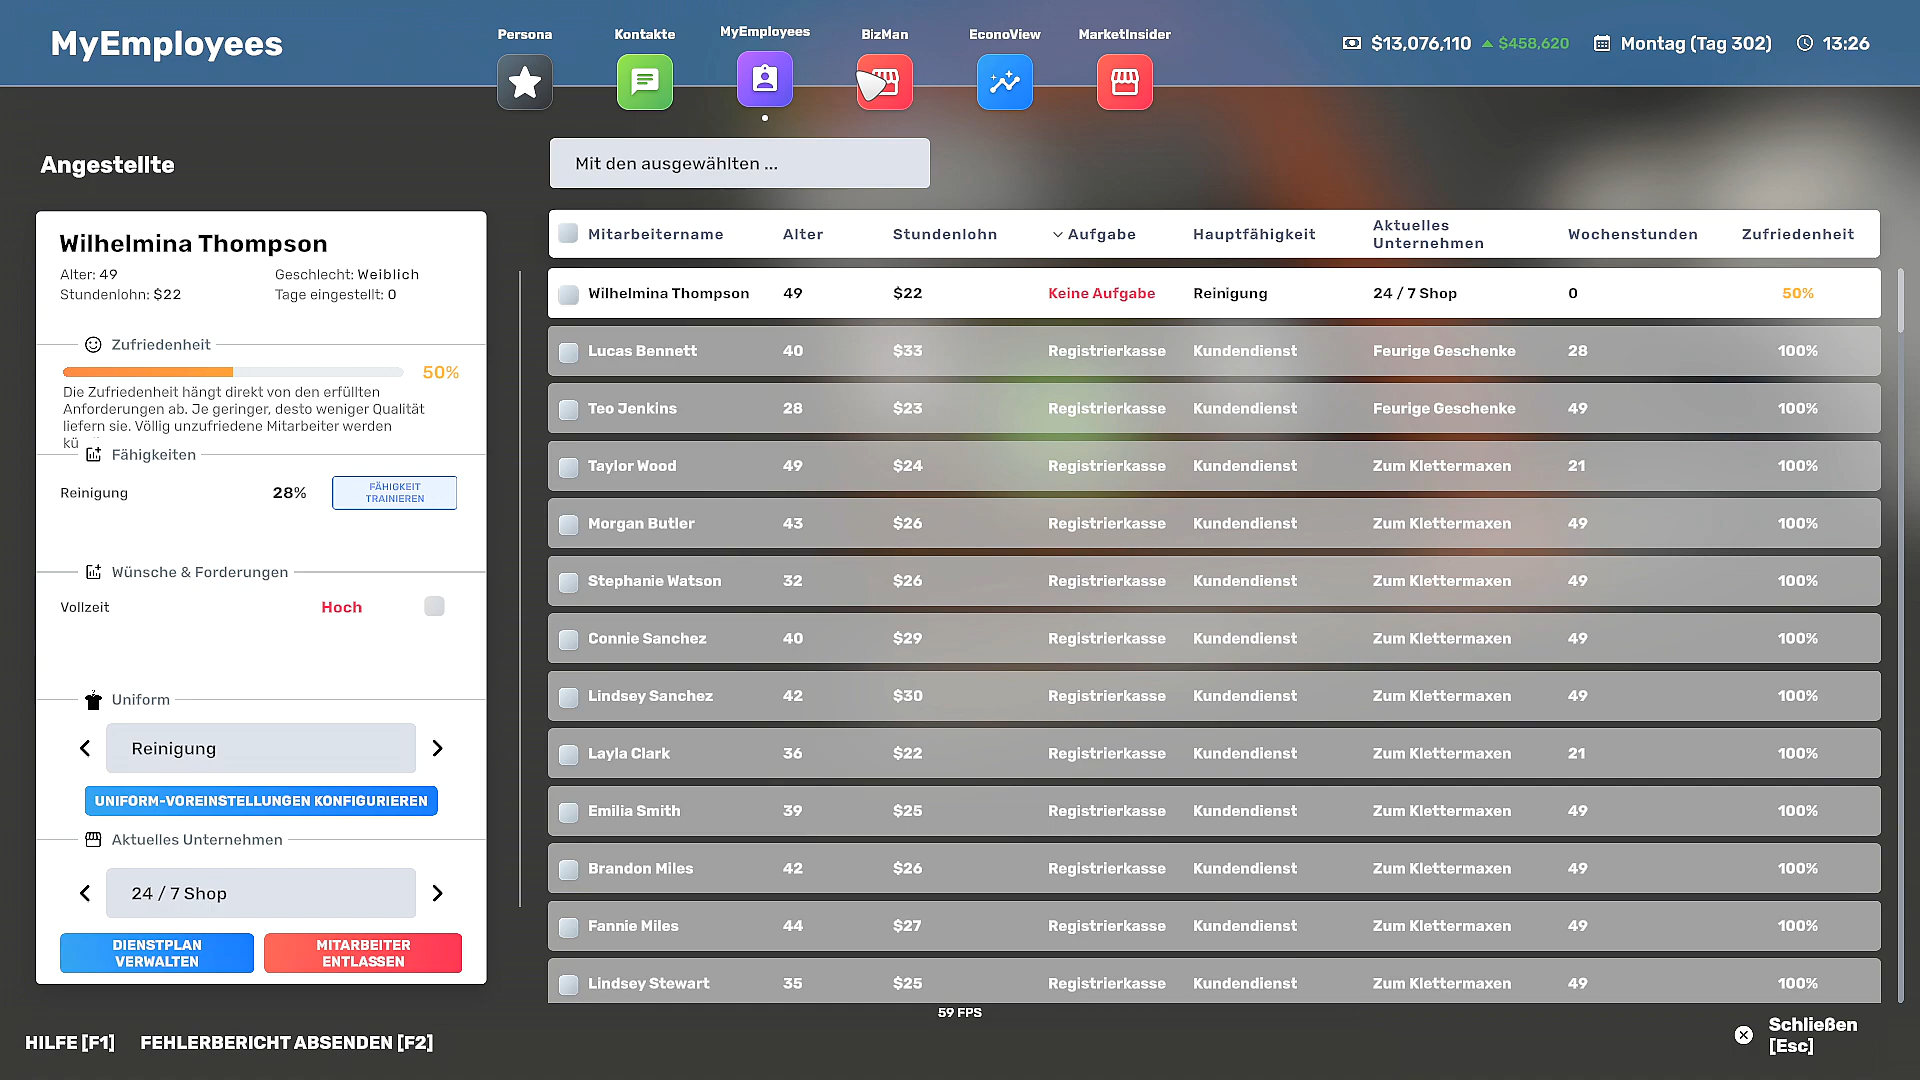 MyEmployees
Persona
Kontakte
MyEmployees
BizMan
EconoView
MarketInsider
$13,076,110
$458,620
Montag (Tag 302)
13:26
Angestellte
Mit den ausgewählten ...
Wilhelmina Thompson
Alter: 49
Geschlecht: Weiblich
Stundenlohn: $22
Tage eingestellt: 0
Zufriedenheit
50%
Die Zufriedenheit hängt direkt von den erfüllten
Anforderungen ab. Je geringer, desto weniger Qualität
liefern sie. Völlig unzufriedene Mitarbeiter werden
Fähigkeiten
Reinigung 28%
FÄHIGKEIT
TRAINIEREN
Wünsche & Forderungen
Vollzeit Hoch
Uniform
Reinigung
UNIFORM-VOREINSTELLUNGEN KONFIGURIEREN
Aktuelles Unternehmen
24 / 7 Shop
DIENSTPLAN
VERWALTEN
MITARBEITER
ENTLASSEN
Mitarbeitername Alter Stundenlohn Aufgabe Hauptfähigkeit Aktuelles Unternehmen Wochenstunden Zufriedenheit
Wilhelmina Thompson 49 $22 Keine Aufgabe Reinigung 24 / 7 Shop 0 50%
Lucas Bennett 40 $33 Registrierkasse Kundendienst Feurige Geschenke 28 100%
Teo Jenkins 28 $23 Registrierkasse Kundendienst Feurige Geschenke 49 100%
Taylor Wood 49 $24 Registrierkasse Kundendienst Zum Klettermaxen 21 100%
Morgan Butler 43 $26 Registrierkasse Kundendienst Zum Klettermaxen 49 100%
Stephanie Watson 32 $26 Registrierkasse Kundendienst Zum Klettermaxen 49 100%
Connie Sanchez 40 $29 Registrierkasse Kundendienst Zum Klettermaxen 49 100%
Lindsey Sanchez 42 $30 Registrierkasse Kundendienst Zum Klettermaxen 49 100%
Layla Clark 36 $22 Registrierkasse Kundendienst Zum Klettermaxen 21 100%
Emilia Smith 39 $25 Registrierkasse Kundendienst Zum Klettermaxen 49 100%
Brandon Miles 42 $26 Registrierkasse Kundendienst Zum Klettermaxen 49 100%
Fannie Miles 44 $27 Registrierkasse Kundendienst Zum Klettermaxen 49 100%
Lindsey Stewart 35 $25 Registrierkasse Kundendienst Zum Klettermaxen 49 100%
59 FPS
HILFE [F1]
FEHLERBERICHT ABSENDEN [F2]
Schließen
[Esc]